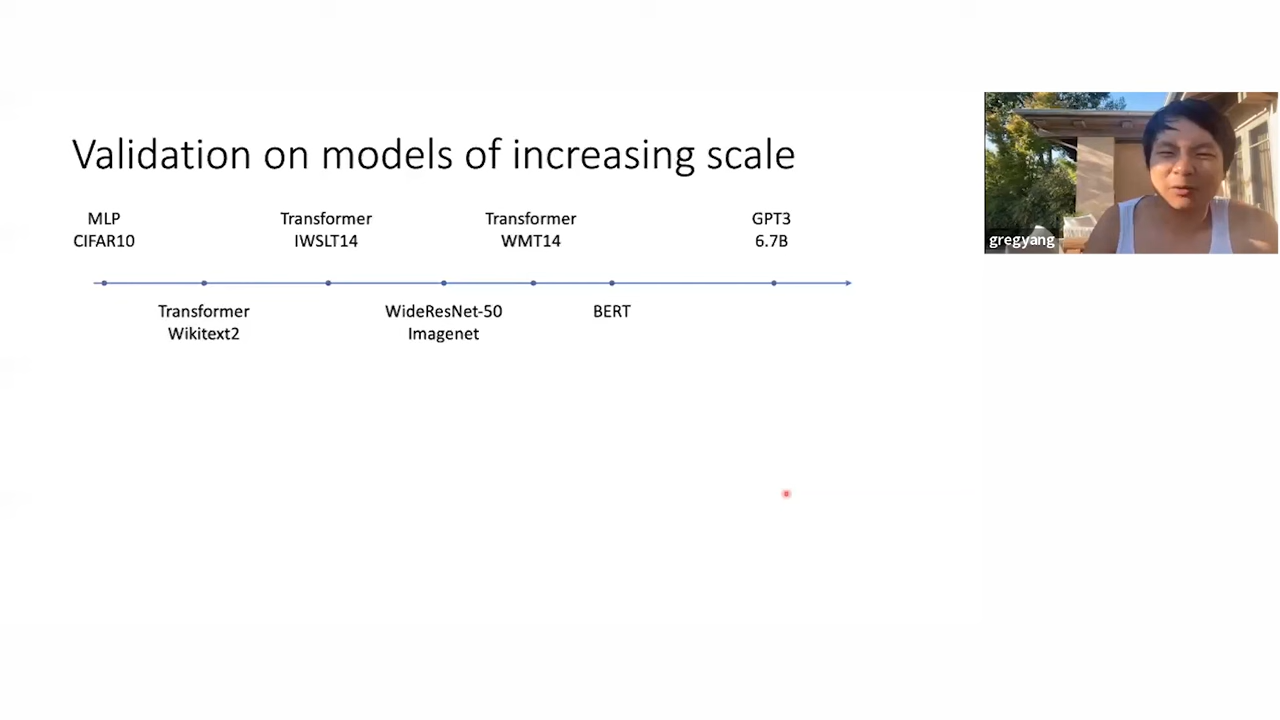 Validation on models of increasing scale
MLP
CIFAR10
Transformer
IWSLT14
Transformer
WMT14
GPT3
6.7B
Transformer
Wikitext2
WideResNet-50
Imagenet
BERT
gregyang